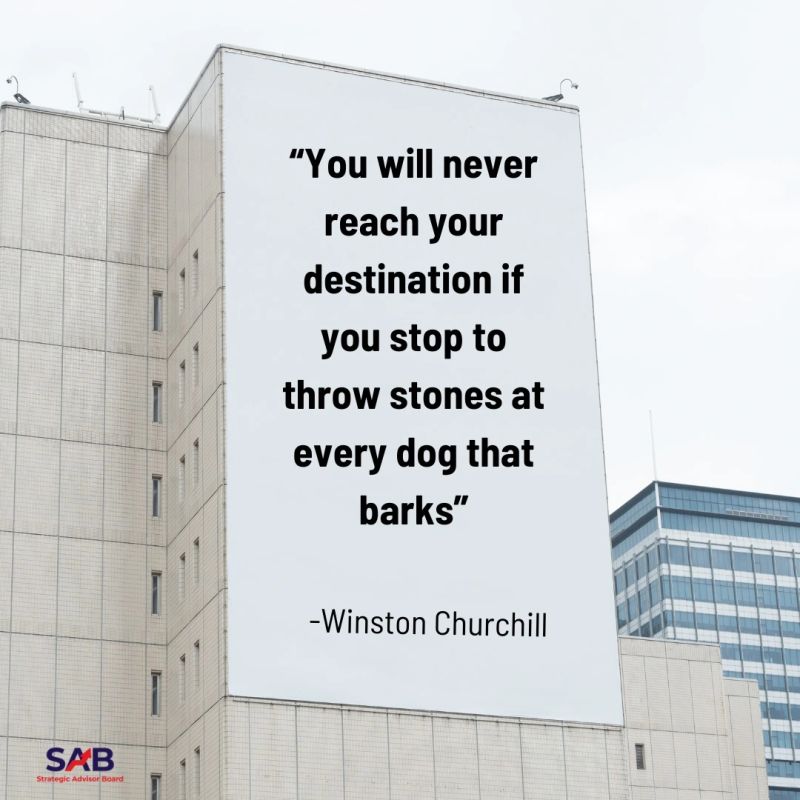 “You will never
reach your
destination if
you stop to
throw stones at
every dog that
barks”
-Winston Churchill
SAB
Strategic Advisor Board